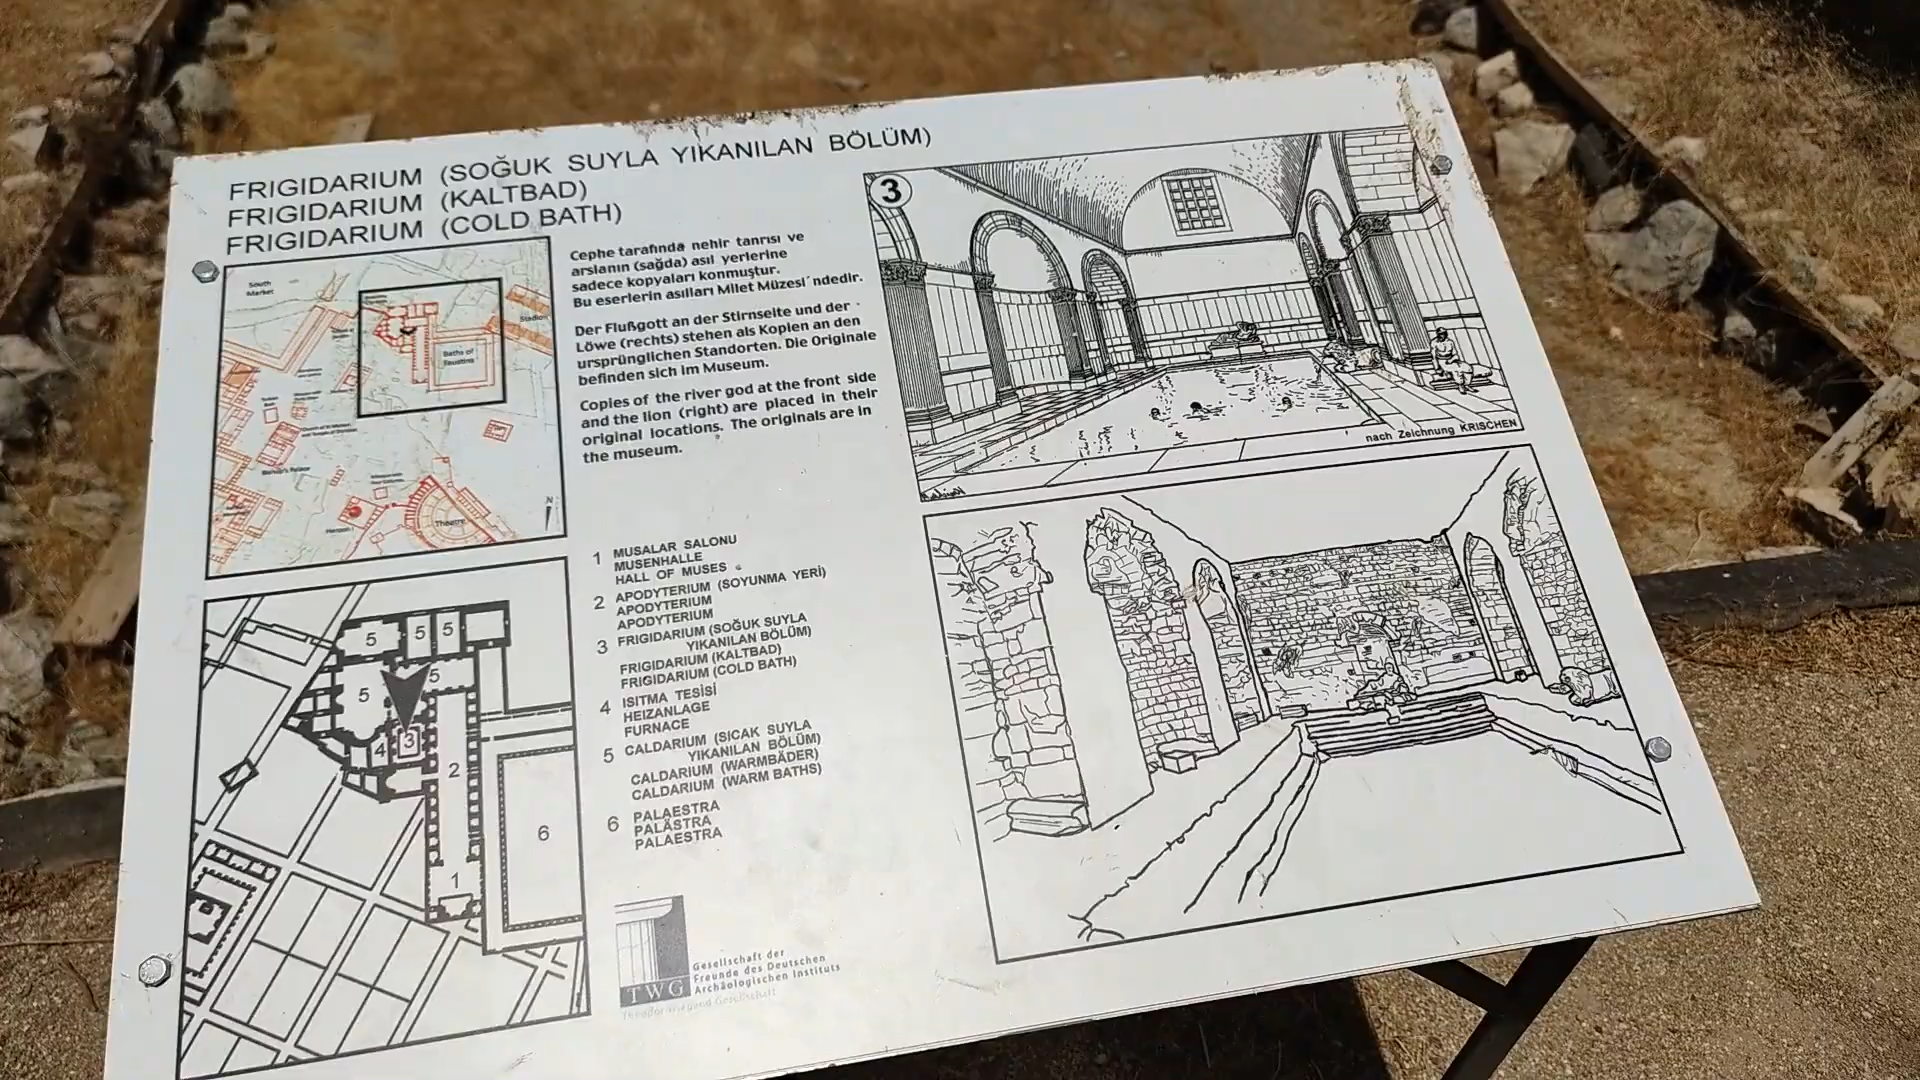 FRIGIDARIUM (SOĞUK SUYLA YIKANILAN BÖLÜM)
FRIGIDARIUM (KALTBAD)
FRIGIDARIUM (COLD BATH)
South
Market
Stadion
Baths of
Faustina
Bishop's Palace
Heroon I
Theatre
N
Cephe tarafında nehir tanrısı ve
arslanın (sağda) asıl yerlerine
sadece kopyaları konmuştur.
Bu eserlerin asılları Milet Müzesi´ndedir.
Der Flußgott an der Stirnseite und der
Löwe (rechts) stehen als Kopien an den
ursprünglichen Standorten. Die Originale
befinden sich im Museum.
Copies of the river god at the front side
and the lion (right) are placed in their
original locations. The originals are in
the museum.
3
nach Zeichnung KRISCHEN
1 MUSALAR SALONU
MUSENHALLE
HALL OF MUSES
2 APODYTERIUM (SOYUNMA YERİ)
APODYTERIUM
APODYTERIUM
3 FRIGIDARIUM (SOĞUK SUYLA
YIKANILAN BÖLÜM)
FRIGIDARIUM (KALTBAD)
FRIGIDARIUM (COLD BATH)
4 ISITMA TESİSİ
HEIZANLAGE
FURNACE
5 CALDARIUM (SICAK SUYLA
YIKANILAN BÖLÜM)
CALDARIUM (WARMBÄDER)
CALDARIUM (WARM BATHS)
6 PALAESTRA
PALÄSTRA
PALAESTRA
5 5 5
5 5
4 3
2
6
1
TWG
Gesellschaft der
Freunde des Deutschen
Archäologischen Instituts
Theodor Wiegand Gesellschaft